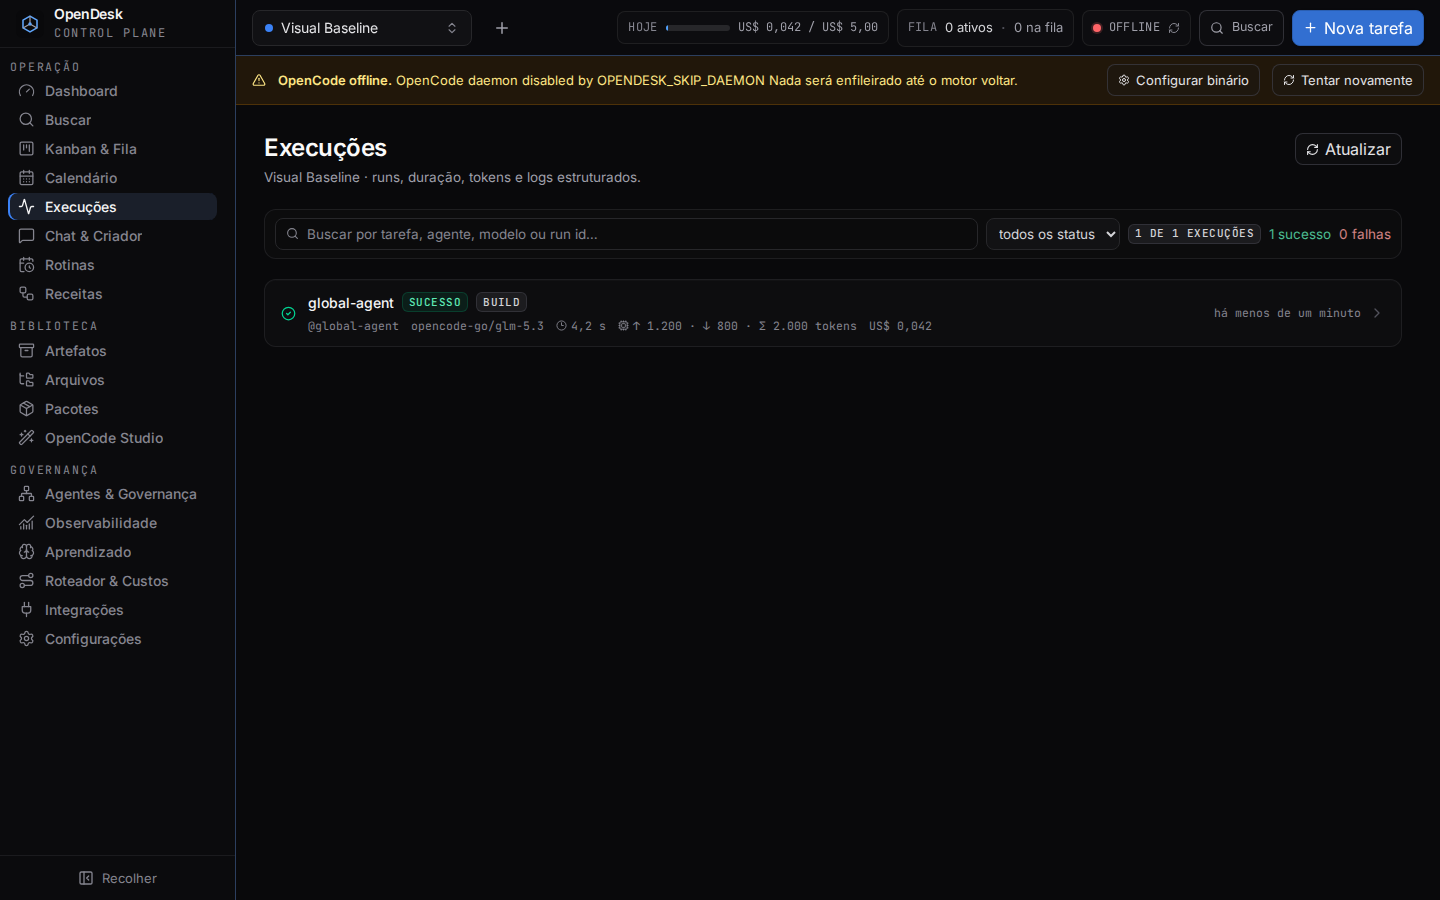 OpenDesk
CONTROL PLANE
OPERAÇÃO
Dashboard
Buscar
Kanban & Fila
Calendário
Execuções
Chat & Criador
Rotinas
Receitas
BIBLIOTECA
Artefatos
Arquivos
Pacotes
OpenCode Studio
GOVERNANÇA
Agentes & Governança
Observabilidade
Aprendizado
Roteador & Custos
Integrações
Configurações
Recolher
Visual Baseline
HOJE US$ 0,042 / US$ 5,00
FILA 0 ativos · 0 na fila
OFFLINE
Buscar
Nova tarefa
OpenCode offline. OpenCode daemon disabled by OPENDESK_SKIP_DAEMON Nada será enfileirado até o motor voltar.
Configurar binário
Tentar novamente
Execuções
Atualizar
Visual Baseline · runs, duração, tokens e logs estruturados.
Buscar por tarefa, agente, modelo ou run id...
todos os status
1 DE 1 EXECUÇÕES
1 sucesso 0 falhas
global-agent SUCESSO BUILD
@global-agent opencode-go/glm-5.3 4,2 s ↑ 1.200 · ↓ 800 · Σ 2.000 tokens US$ 0,042
há menos de um minuto